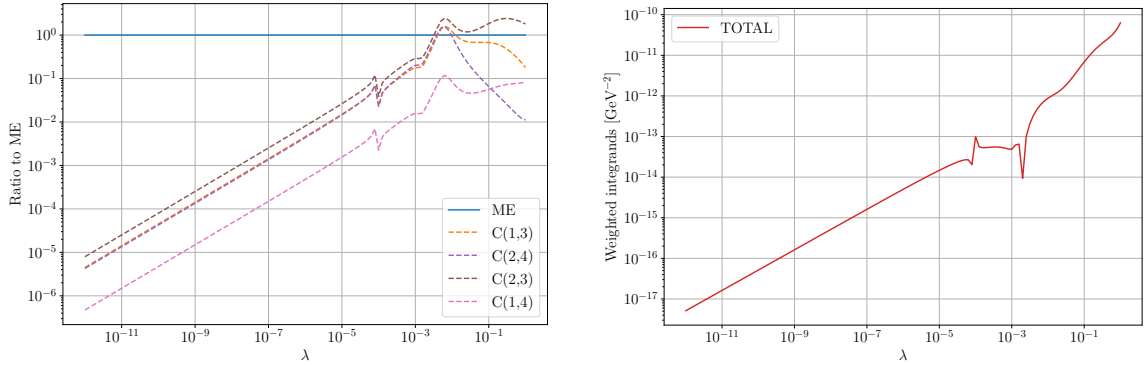 Ratio to ME
10^0
10^{-1}
10^{-2}
10^{-3}
10^{-4}
10^{-5}
10^{-6}
ME
C(1,3)
C(2,4)
C(2,3)
C(1,4)
10^{-11} 10^{-9} 10^{-7} 10^{-5} 10^{-3} 10^{-1}
λ
Weighted integrands [GeV^{-2}]
10^{-10}
10^{-11}
10^{-12}
10^{-13}
10^{-14}
10^{-15}
10^{-16}
10^{-17}
TOTAL
10^{-11} 10^{-9} 10^{-7} 10^{-5} 10^{-3} 10^{-1}
λ